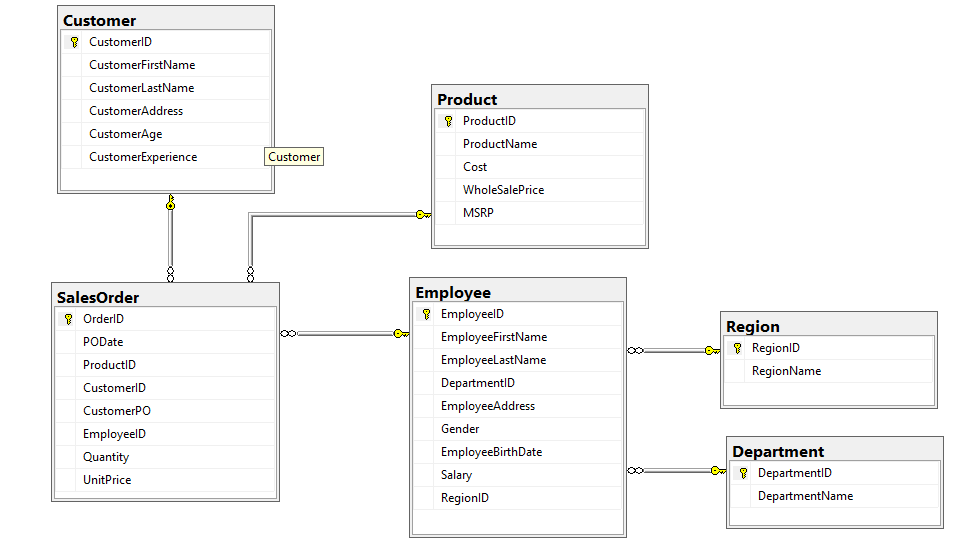 Customer
CustomerID
CustomerFirstName
CustomerLastName
CustomerAddress
CustomerAge
CustomerExperience
Customer
Product
ProductID
ProductName
Cost
WholeSalePrice
MSRP
SalesOrder
OrderID
PODate
ProductID
CustomerID
CustomerPO
EmployeeID
Quantity
UnitPrice
Employee
EmployeeID
EmployeeFirstName
EmployeeLastName
DepartmentID
EmployeeAddress
Gender
EmployeeBirthDate
Salary
RegionID
Region
RegionID
RegionName
Department
DepartmentID
DepartmentName